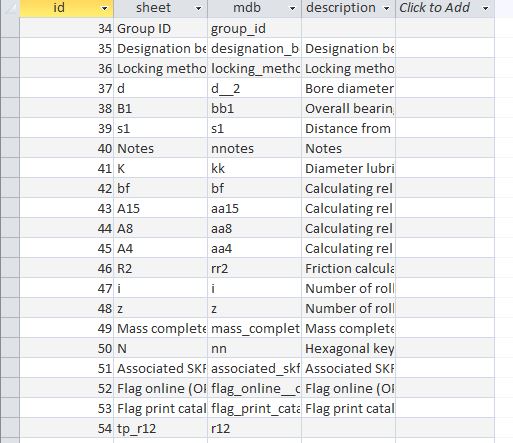 id sheet mdb description Click to Add
34 Group ID group_id
35 Designation be designation_b Designation be
36 Locking metho locking_metho Locking metho
37 d d__2 Bore diameter
38 B1 bb1 Overall bearin
39 s1 s1 Distance from
40 Notes nnotes Notes
41 K kk Diameter lubri
42 bf bf Calculating rel
43 A15 aa15 Calculating rel
44 A8 aa8 Calculating rel
45 A4 aa4 Calculating rel
46 R2 rr2 Friction calcula
47 i i Number of roll
48 z z Number of roll
49 Mass complete mass_complet Mass complete
50 N nn Hexagonal key
51 Associated SKF associated_skf Associated SKF
52 Flag online (OI flag_online__c Flag online (OI
53 Flag print catal flag_print_cata Flag print catal
54 tp_r12 r12